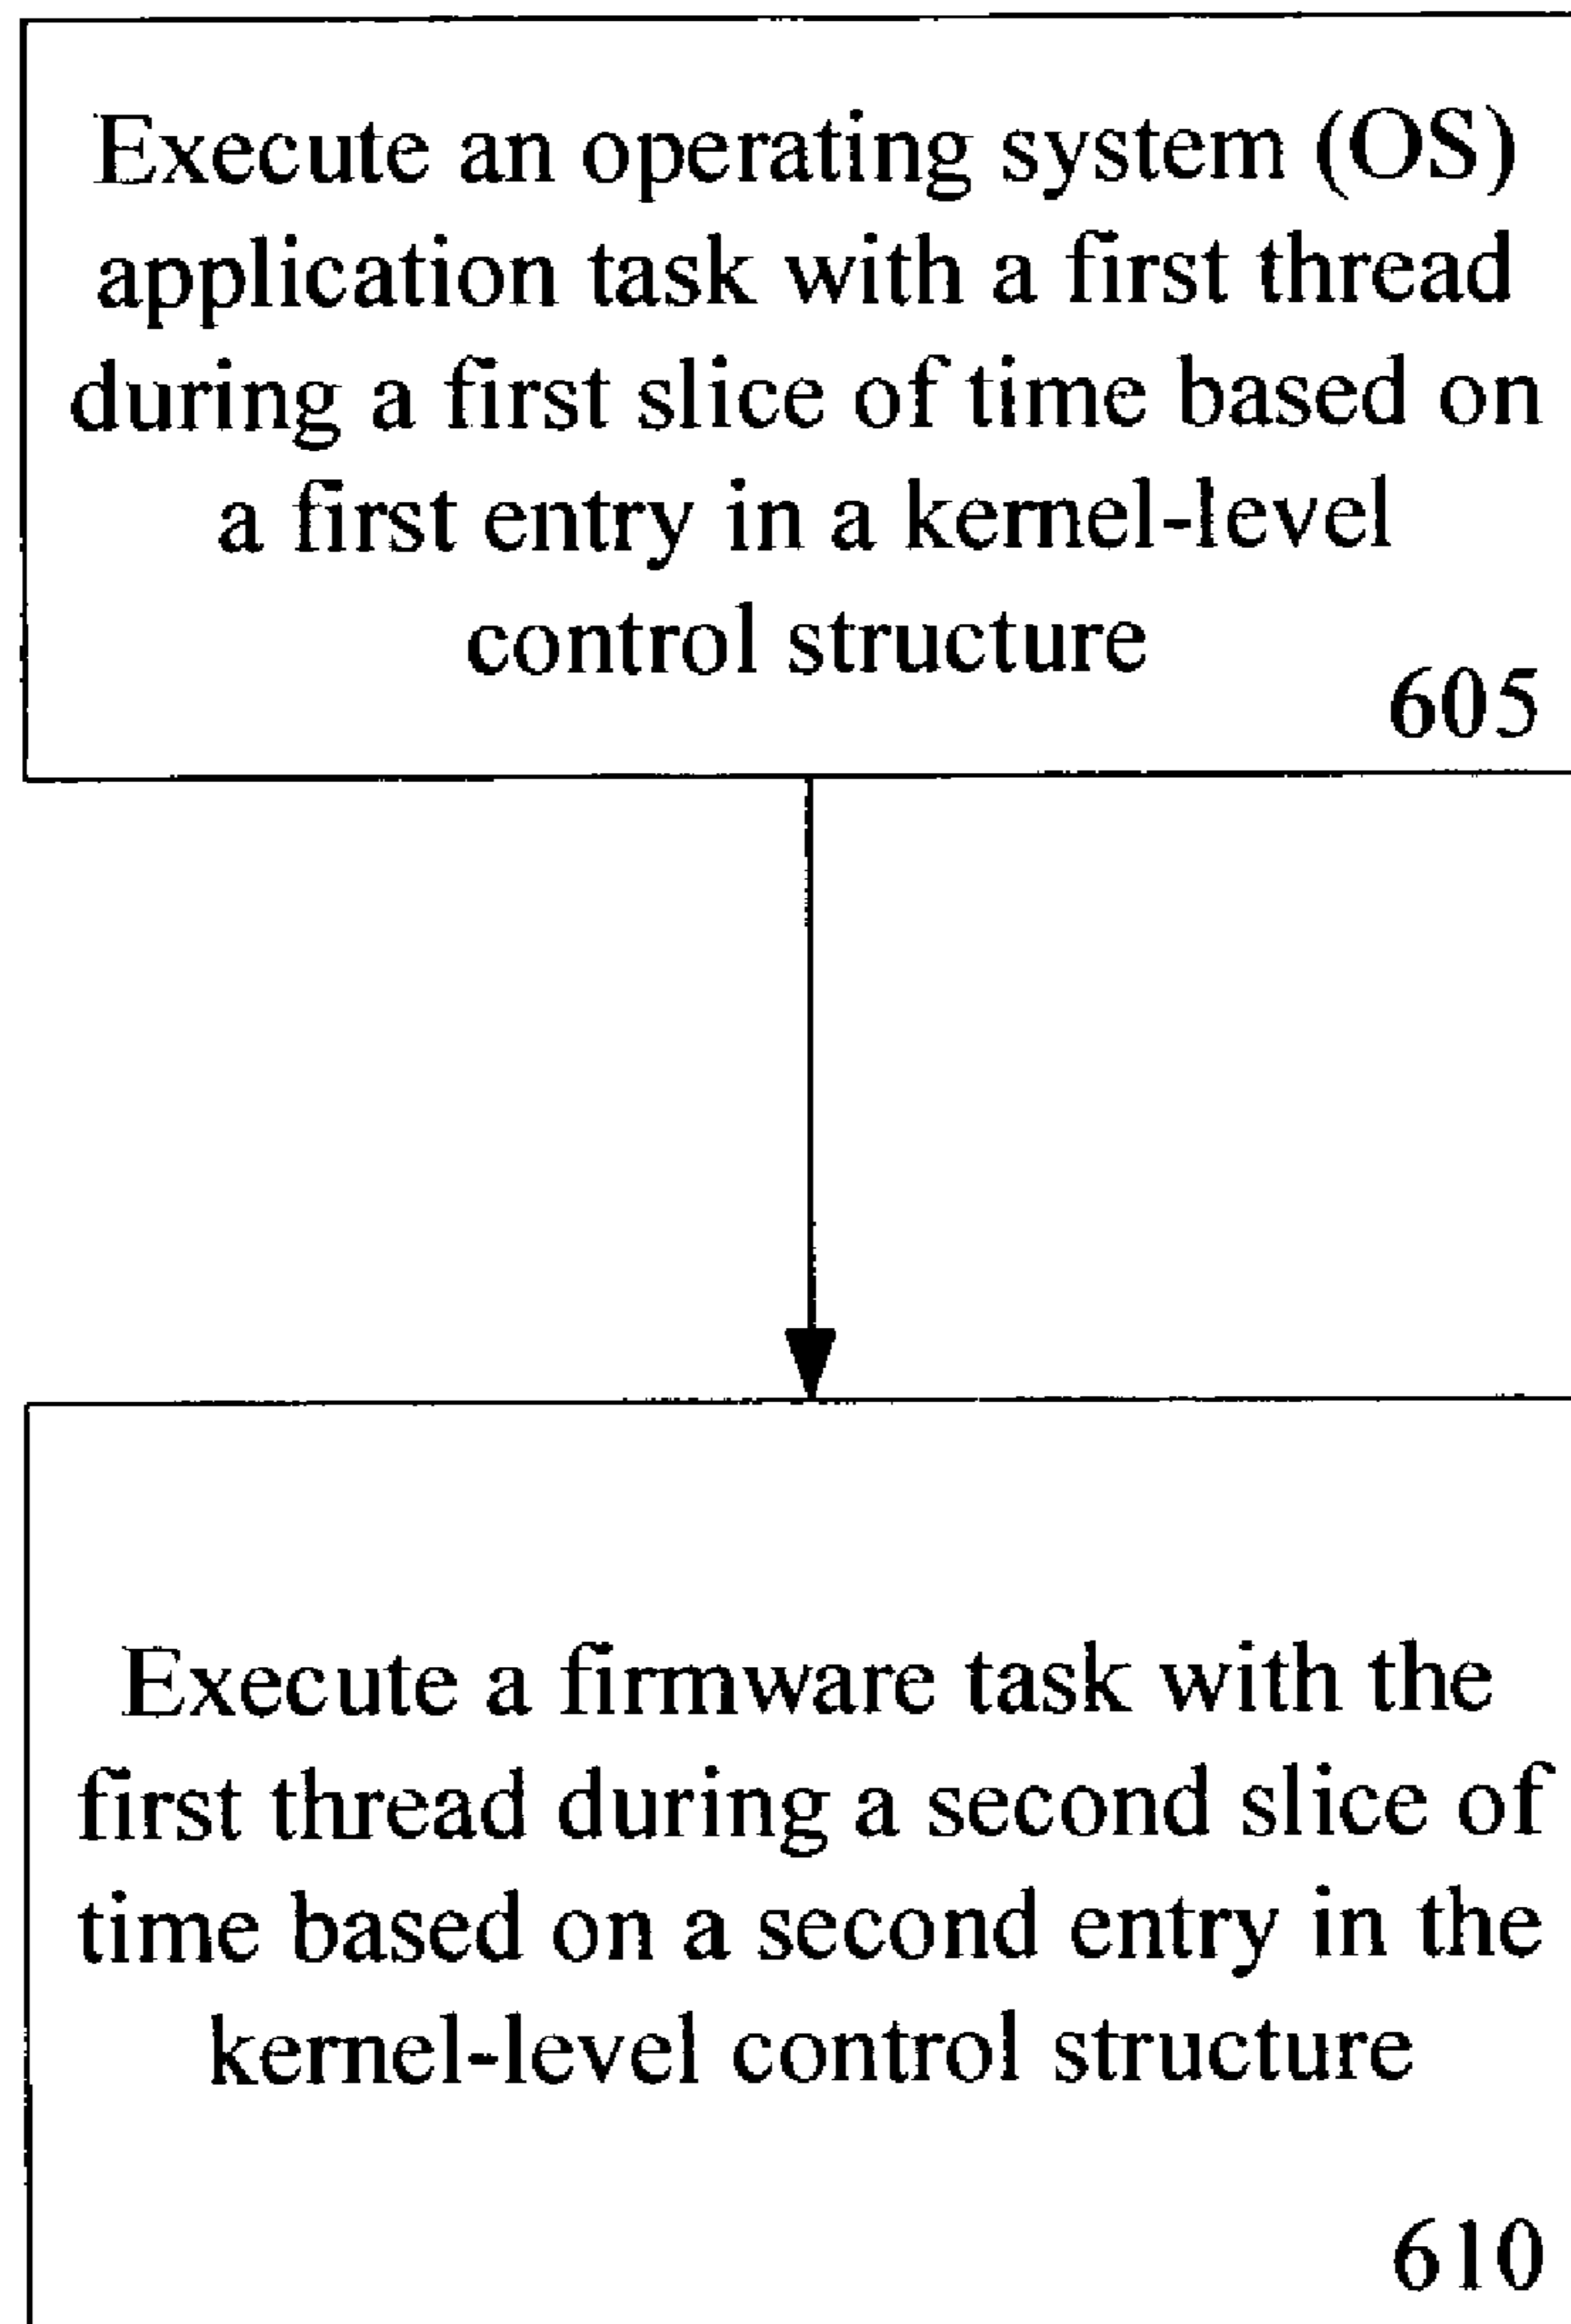 Execute an operating system (OS)
application task with a first thread
during a first slice of time based on
a first entry in a kernel-level
control structure
605
Execute a firmware task with the
first thread during a second slice of
time based on a second entry in the
kernel-level control structure
610